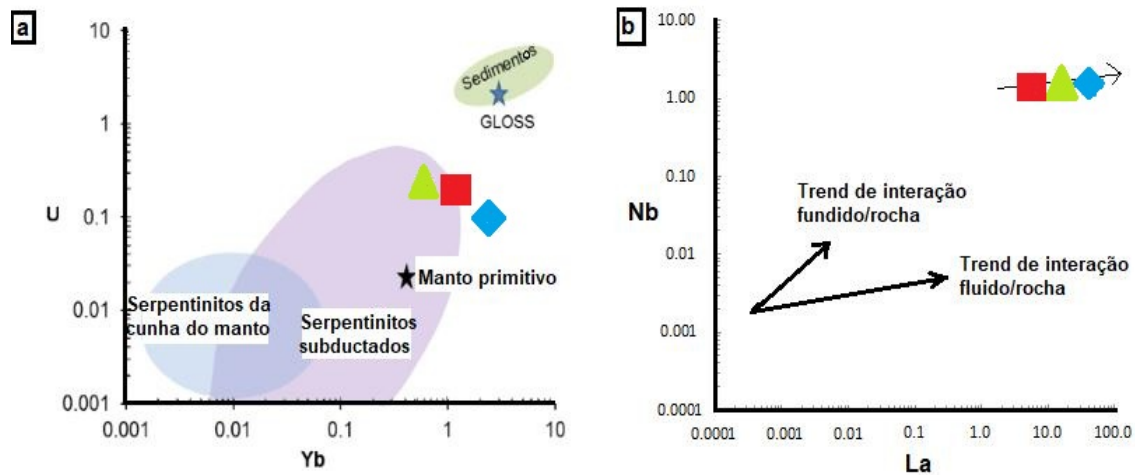 a
10
1
0.1
0.01
0.001
U
0.001
0.01
0.1
1
10
Yb
Sedimentos
GLOSS
Manto primitivo
Serpentinitos da
cunha do manto
Serpentinitos
subductados
b
10.00
1.00
0.10
0.01
0.001
0.0001
Nb
0.0001
0.001
0.01
0.1
1.0
10.0
100.0
La
Trend de interação
fundido/rocha
Trend de interação
fluido/rocha